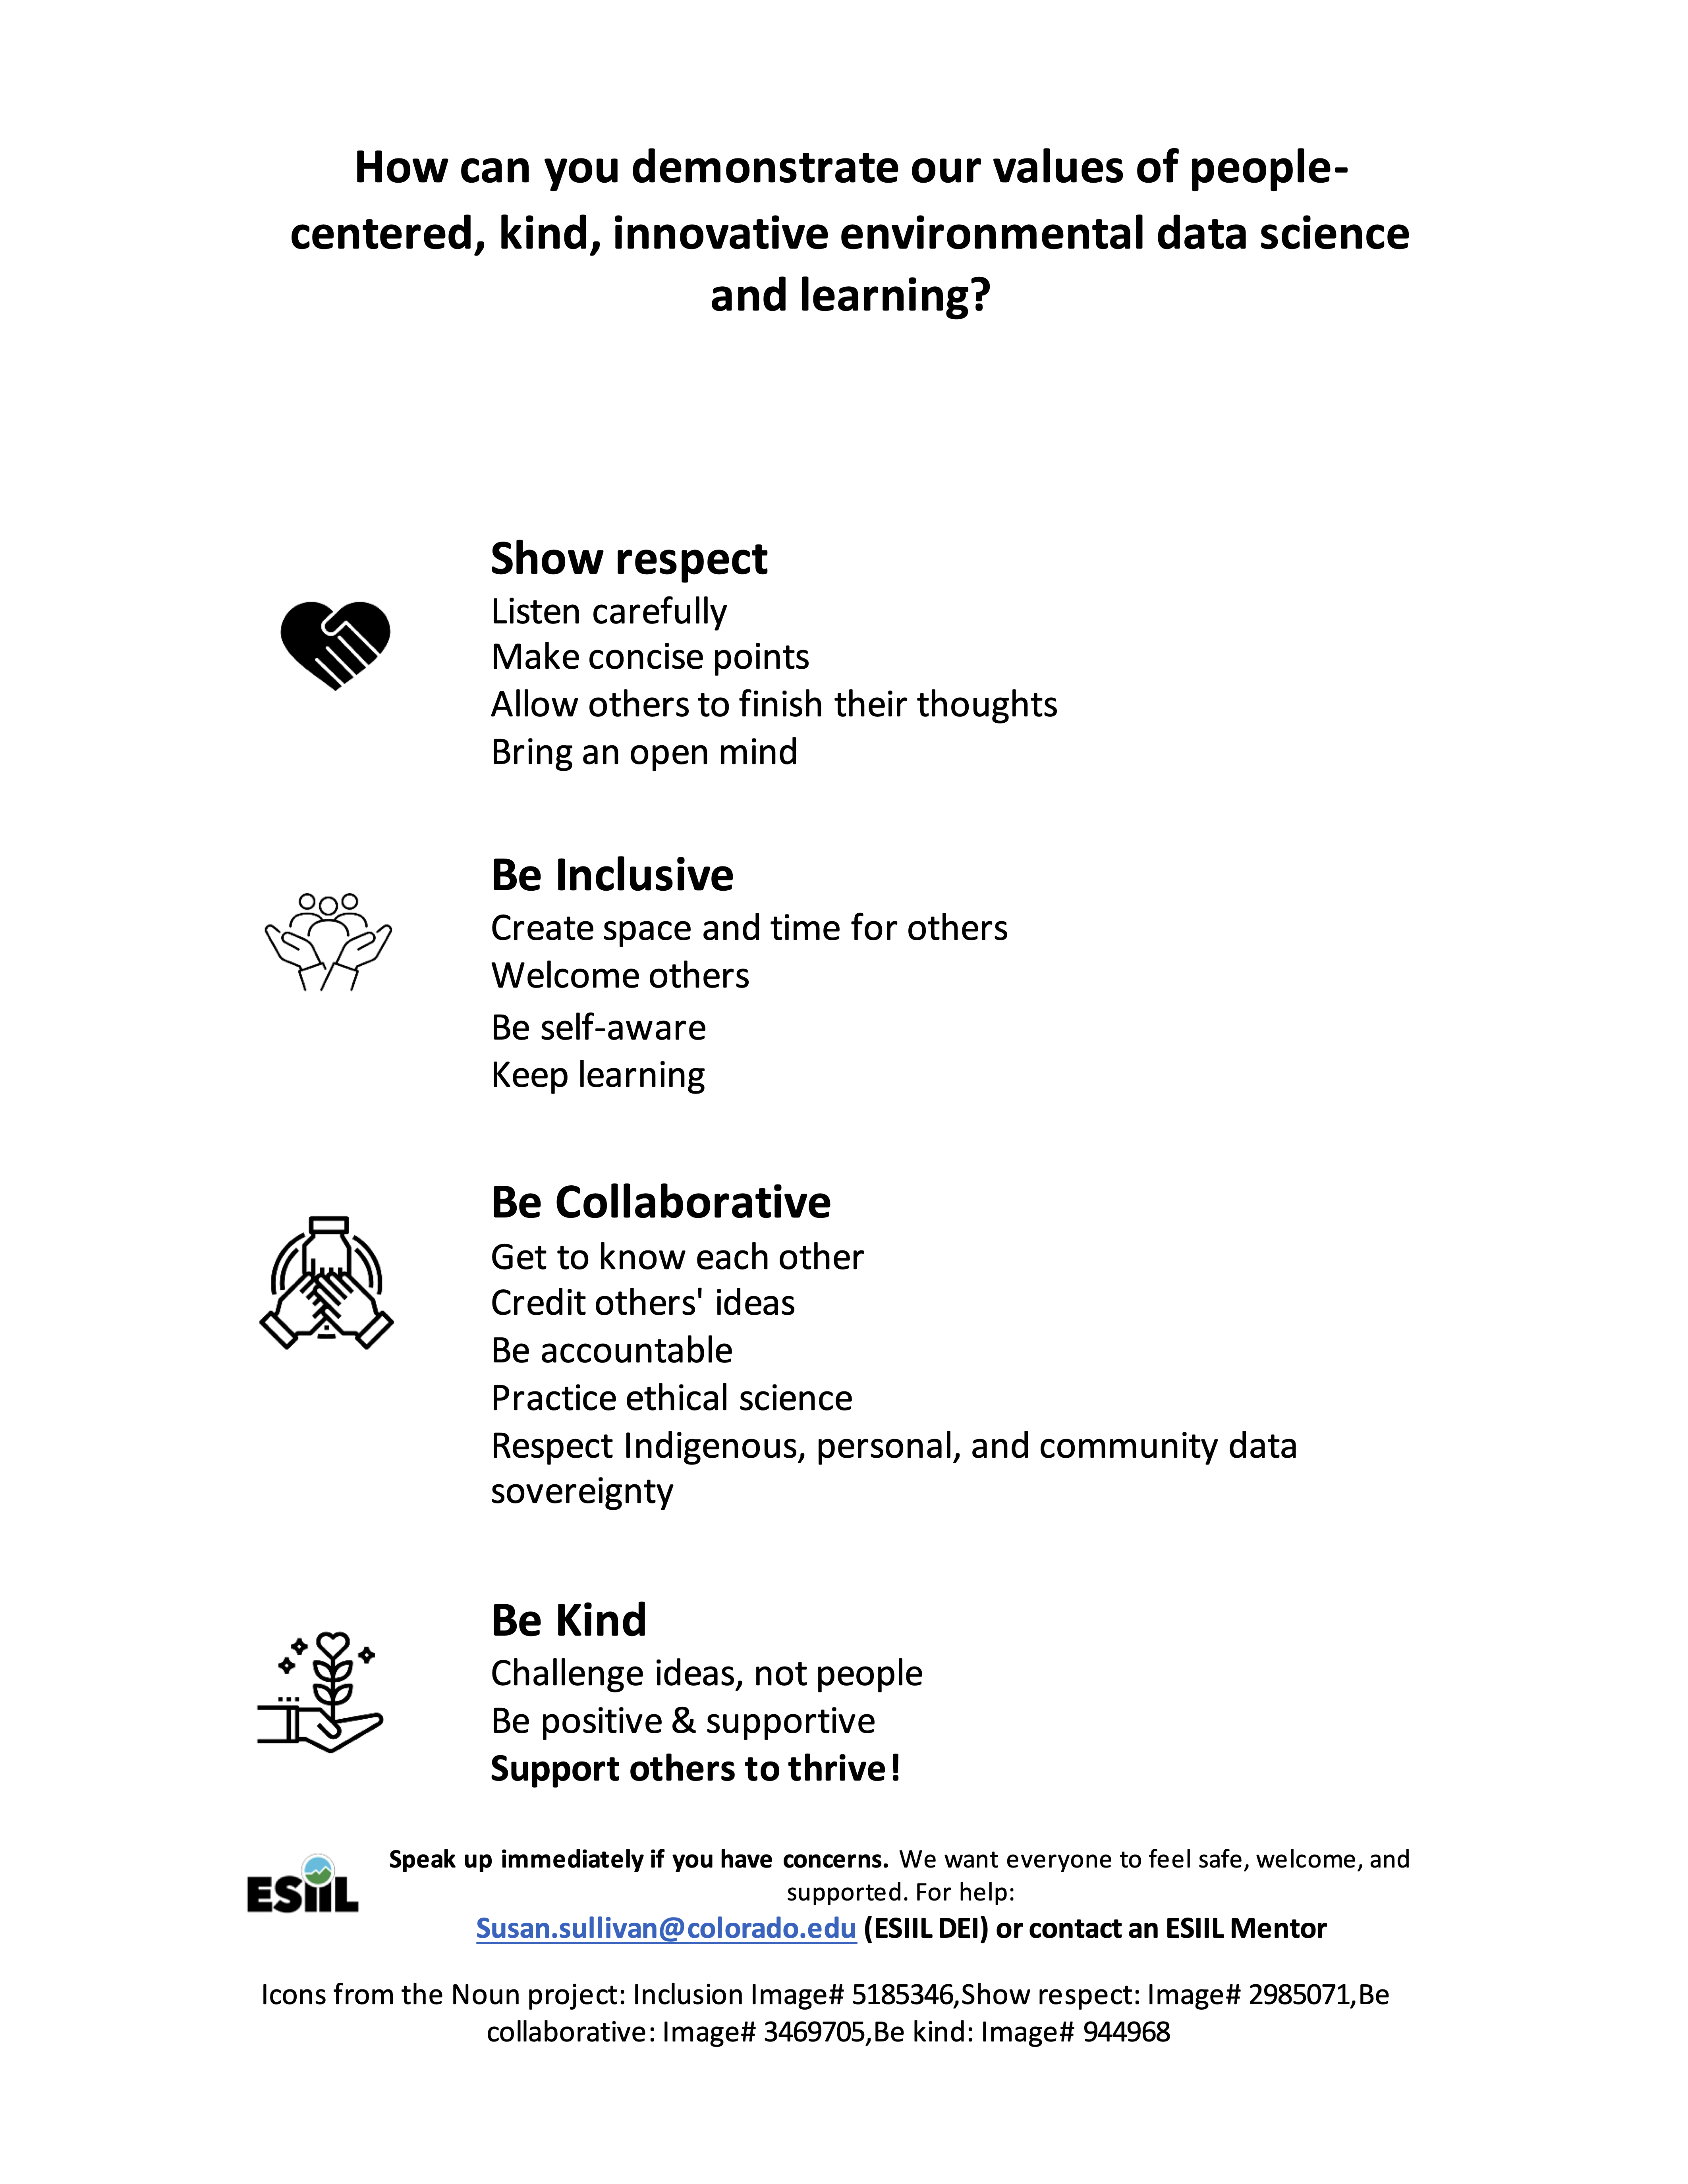 How can you demonstrate our values of people-
centered, kind, innovative environmental data science
and learning?
Show respect
Listen carefully
Make concise points
Allow others to finish their thoughts
Bring an open mind
Be Inclusive
Create space and time for others
Welcome others
Be self-aware
Keep learning
Be Collaborative
Get to know each other
Credit others' ideas
Be accountable
Practice ethical science
Respect Indigenous, personal, and community data
sovereignty
Be Kind
Challenge ideas, not people
Be positive & supportive
Support others to thrive!
ESIIL
Speak up immediately if you have concerns. We want everyone to feel safe, welcome, and
supported. For help:
Susan.sullivan@colorado.edu (ESIIL DEI) or contact an ESIIL Mentor
Icons from the Noun project: Inclusion Image# 5185346,Show respect: Image# 2985071,Be
collaborative: Image# 3469705,Be kind: Image# 944968